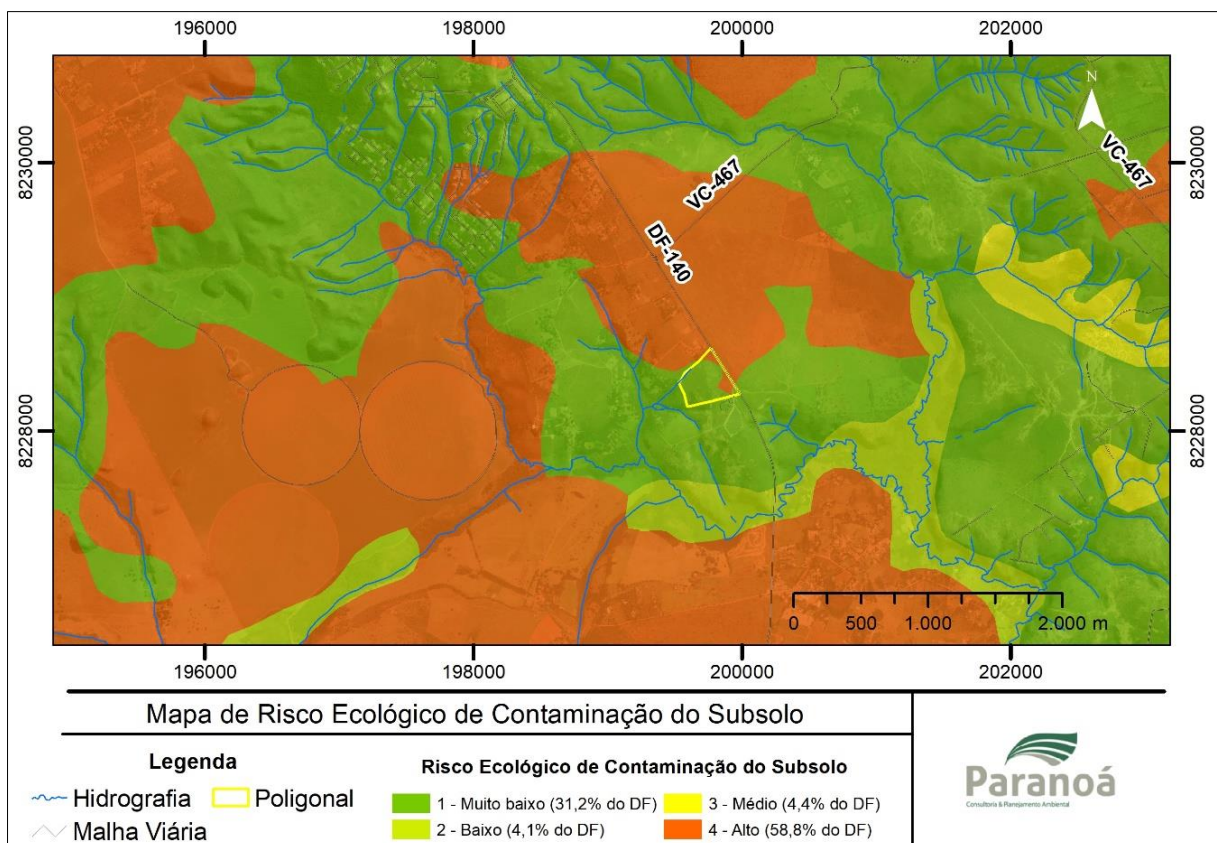 196000 198000 200000 202000
N
8230000
8230000
VC-467
VC-467
DF-140
8228000
8228000
0 500 1.000 2.000 m
196000 198000 200000 202000
Mapa de Risco Ecológico de Contaminação do Subsolo
Legenda
Hidrografia
Poligonal
Malha Viária
Risco Ecológico de Contaminação do Subsolo
1 - Muito baixo (31,2% do DF)
3 - Médio (4,4% do DF)
2 - Baixo (4,1% do DF)
4 - Alto (58,8% do DF)
Paranoá
Consultoria & Planejamento Ambiental